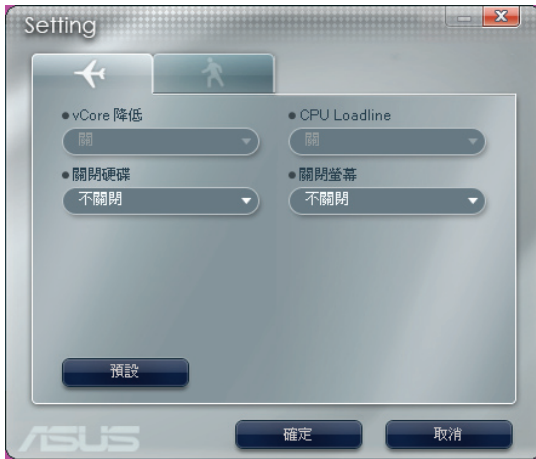 Setting
vCore 降低
CPU Loadline
關
關
關閉硬碟
關閉螢幕
不關閉
不關閉
預設
ASUS
確定
取消